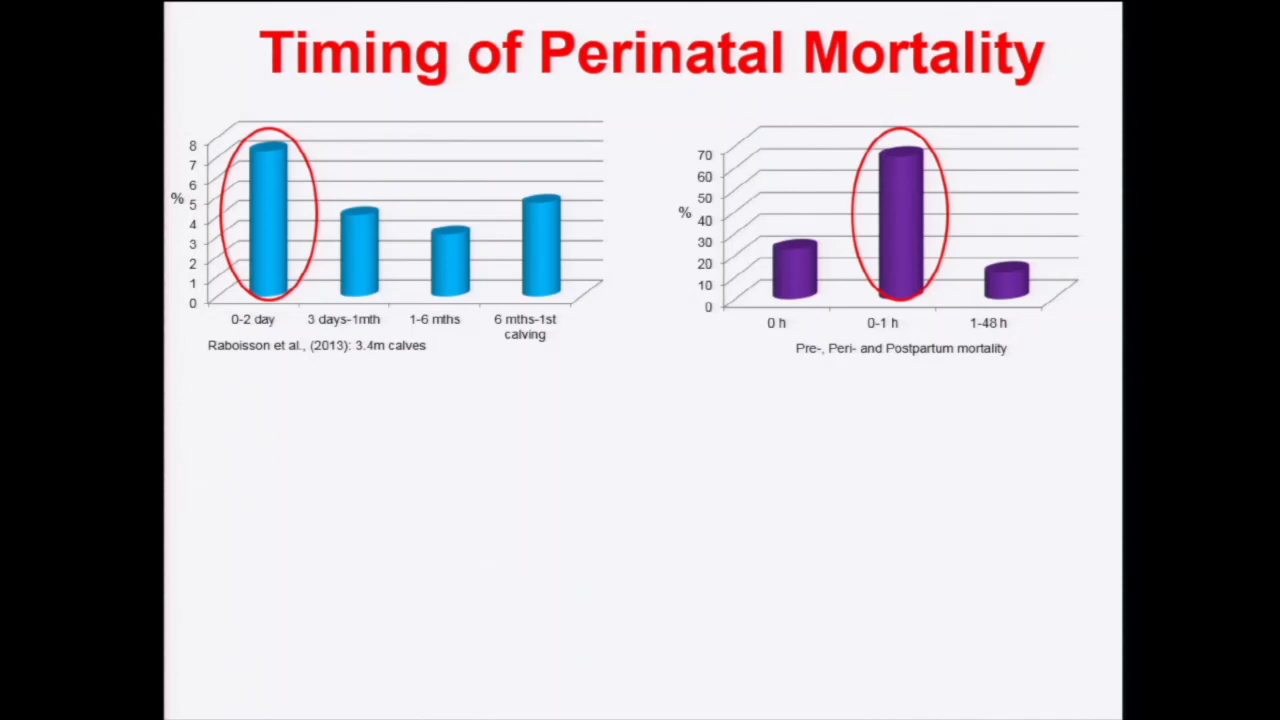 Timing of Perinatal Mortality
8
7
6
5
4
3
2
1
0
%
0-2 day
3 days-1mth
1-6 mths
6 mths-1st
calving
Raboisson et al., (2013): 3.4m calves
70
60
50
40
30
20
10
0
%
0 h
0-1 h
1-48 h
Pre-, Peri- and Postpartum mortality